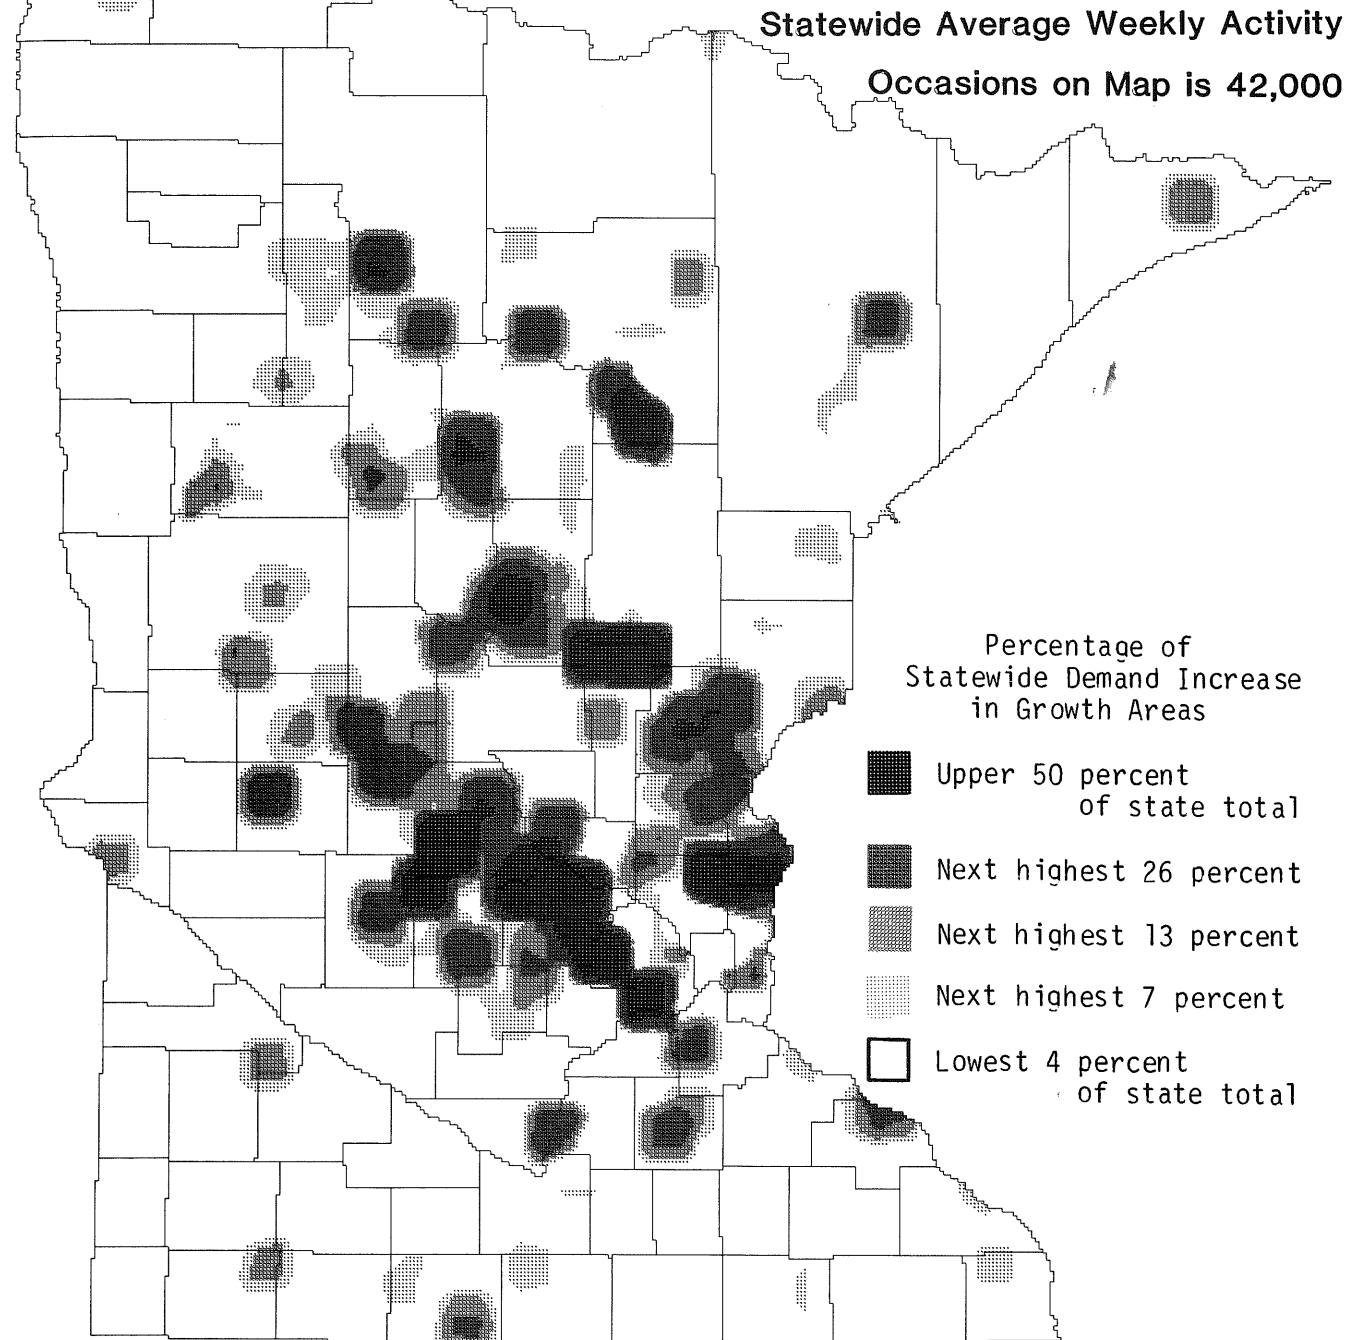 Statewide Average Weekly Activity
Occasions on Map is 42,000
Percentage of
Statewide Demand Increase
in Growth Areas
Upper 50 percent
of state total
Next highest 26 percent
Next highest 13 percent
Next highest 7 percent
Lowest 4 percent
of state total